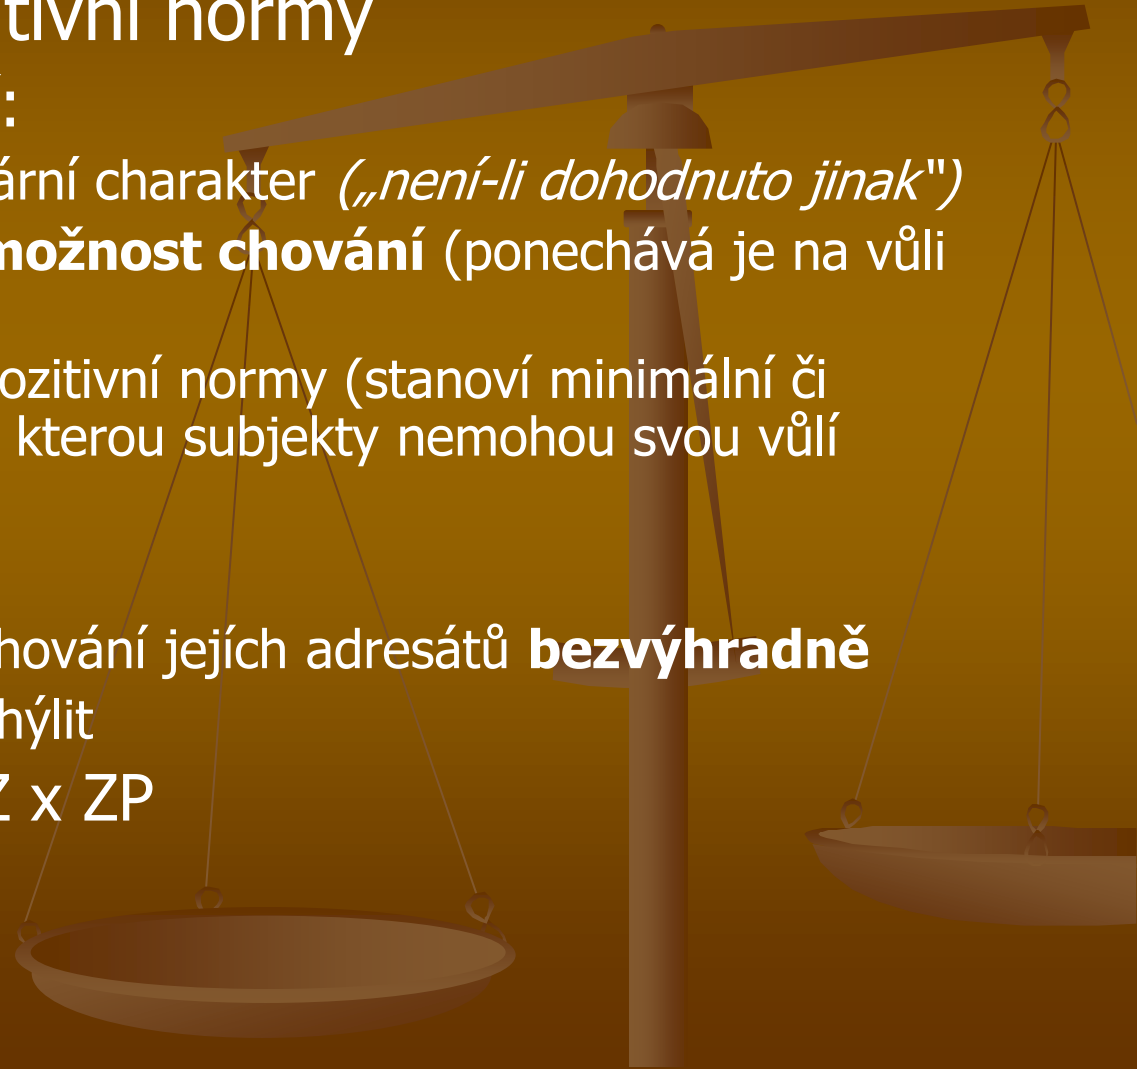 tivní normy
:
ární charakter („není-li dohodnuto jinak“)
možnost chování (ponechává je na vůli
ozitivní normy (stanoví minimální či
kterou subjekty nemohou svou vůlí
hování jejích adresátů bezvýhradně
hýlit
Z x ZP